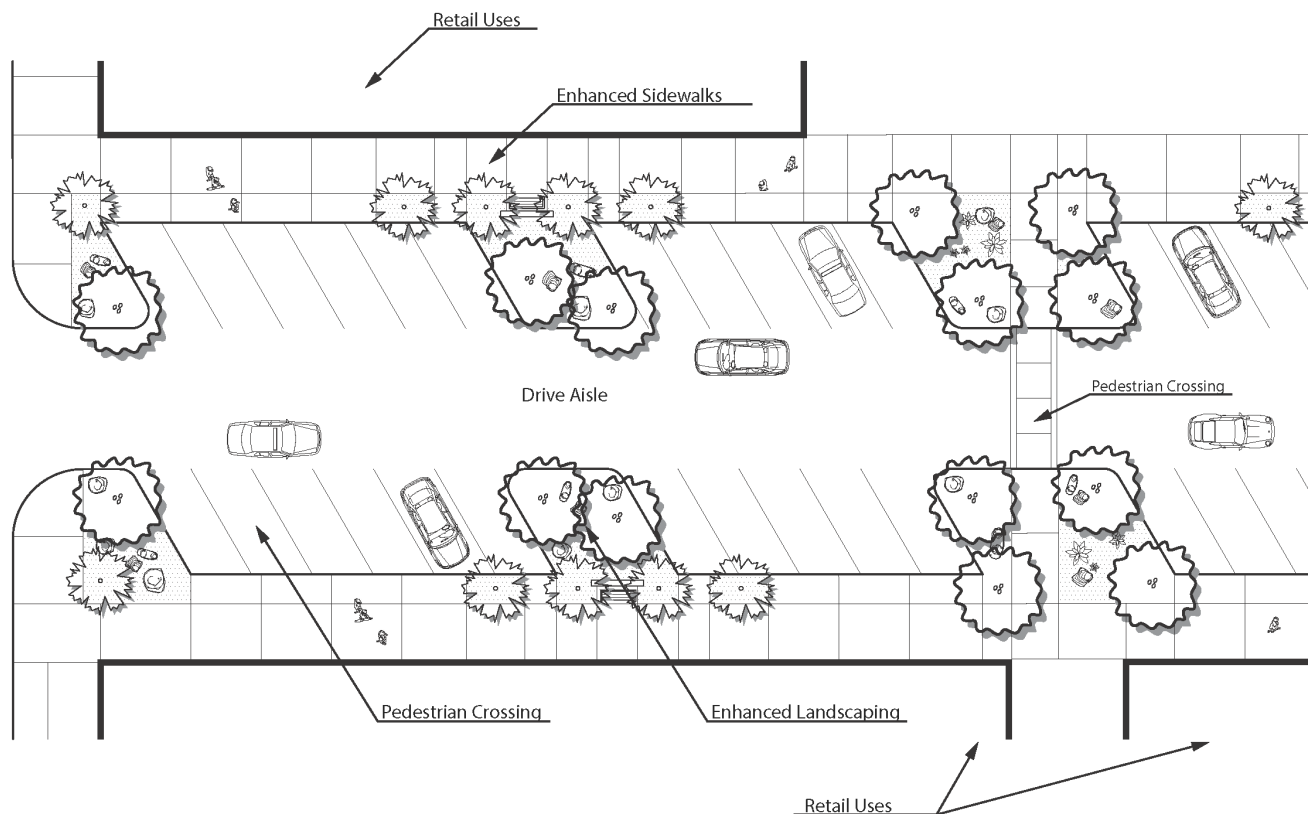 Retail Uses
Enhanced Sidewalks
Pedestrian Crossing
Drive Aisle
Pedestrian Crossing
Enhanced Landscaping
Retail Uses